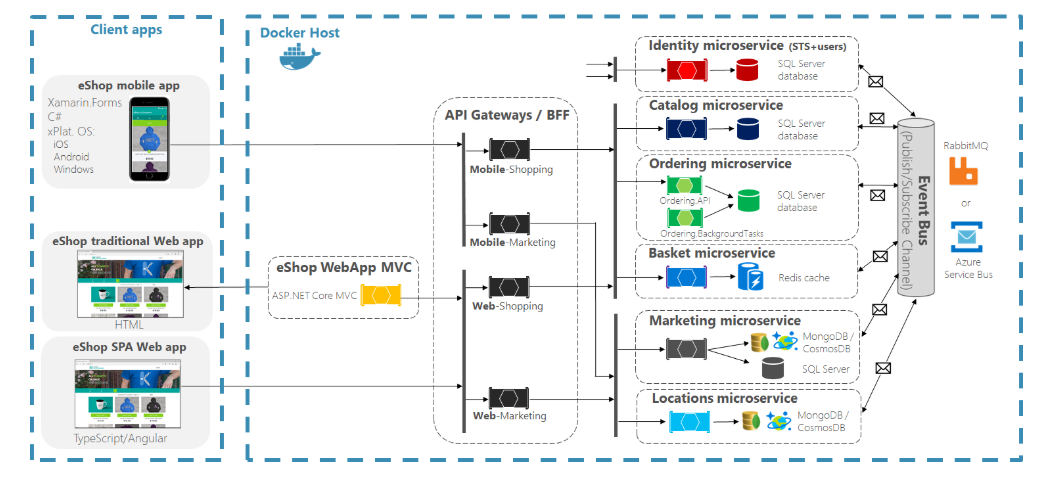 Client apps
eShop mobile app
Xamarin.Forms
C#
xPlat. OS:
iOS
Android
Windows
eShop traditional Web app
HTML
eShop SPA Web app
TypeScript/Angular
Docker Host
eShop WebApp MVC
ASP.NET Core MVC
API Gateways / BFF
Mobile-Shopping
Mobile-Marketing
Web-Shopping
Web-Marketing
Identity microservice (STS+users)
SQL Server
database
Catalog microservice
SQL Server
database
Ordering microservice
Ordering.API
Ordering.BackgroundTasks
SQL Server
database
Basket microservice
Redis cache
Marketing microservice
MongoDB /
CosmosDB
SQL Server
Locations microservice
MongoDB /
CosmosDB
Event Bus
(Publish/Subscribe Channel)
RabbitMQ
or
Azure
Service Bus